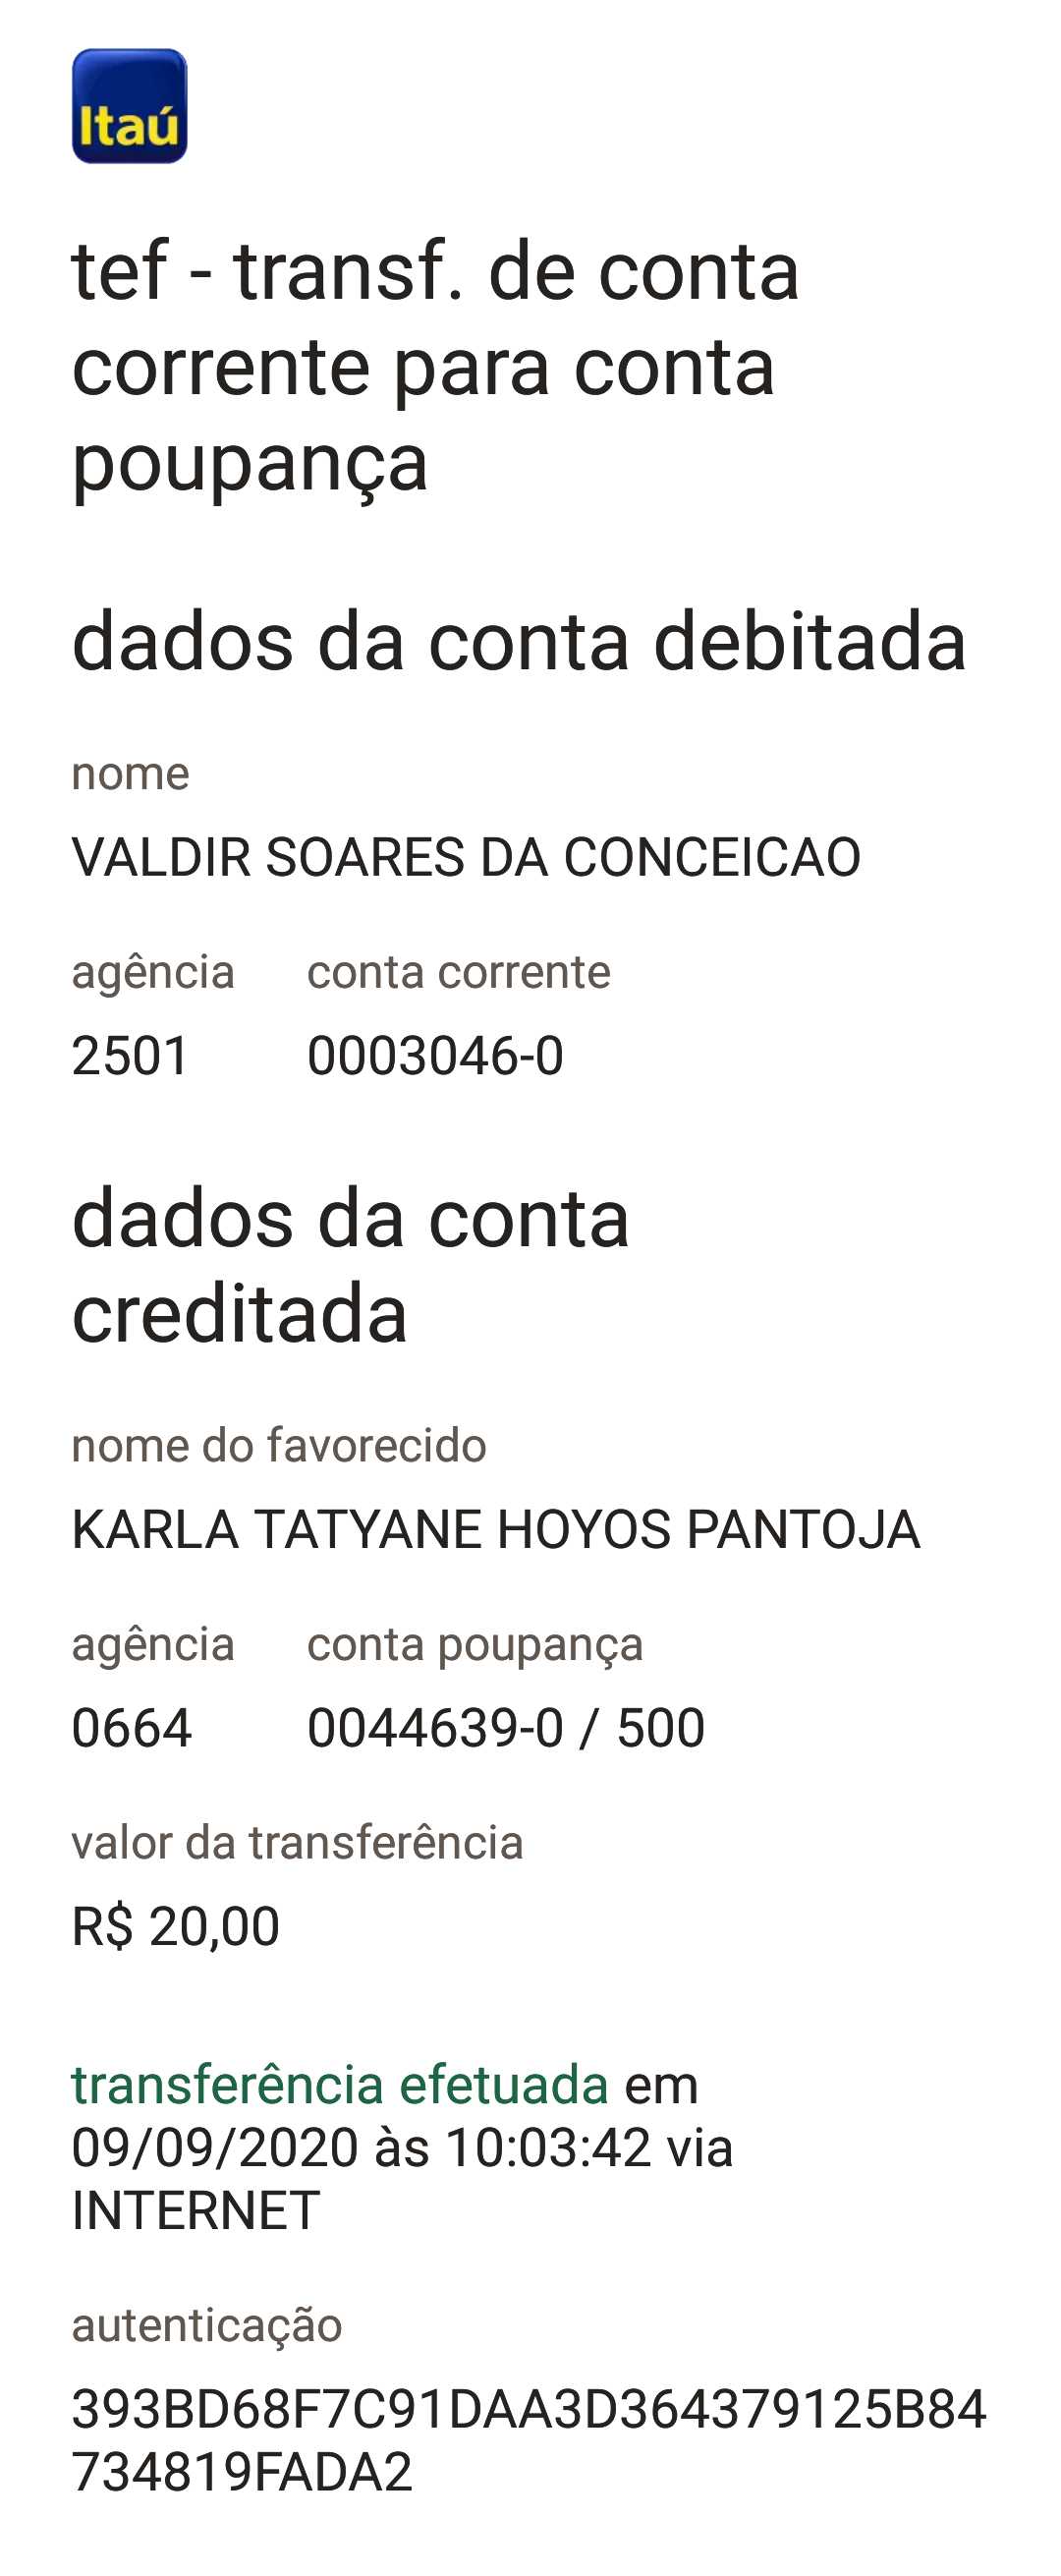 Itaú
tef - transf. de conta
corrente para conta
poupança
dados da conta debitada
nome
VALDIR SOARES DA CONCEICAO
agência conta corrente
2501 0003046-0
dados da conta
creditada
nome do favorecido
KARLA TATYANE HOYOS PANTOJA
agência conta poupança
0664 0044639-0 / 500
valor da transferência
R$ 20,00
transferência efetuada em
09/09/2020 às 10:03:42 via
INTERNET
autenticação
393BD68F7C91DAA3D364379125B84
734819FADA2